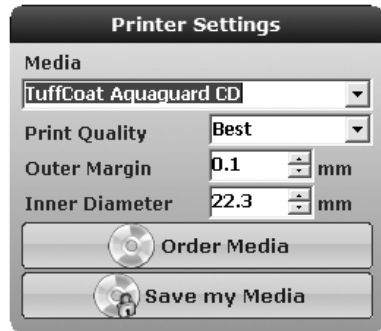 Printer Settings
Media
TuffCoat Aquaguard CD
Print Quality Best
Outer Margin 0.1 mm
Inner Diameter 22.3 mm
Order Media
Save my Media